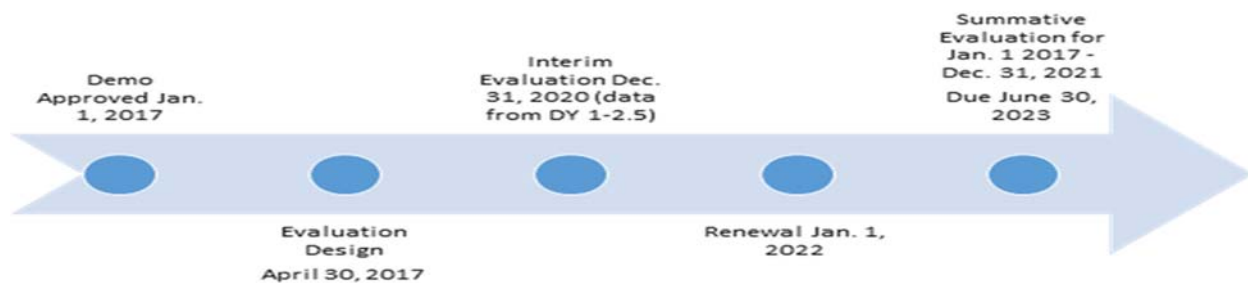 Demo
Approved Jan.
1, 2017
Evaluation
Design
April 30, 2017
Interim
Evaluation Dec.
31, 2020 (data
from DY 1-2.5)
Renewal Jan. 1,
2022
Summative
Evaluation for
Jan. 1 2017 -
Dec. 31, 2021
Due June 30,
2023